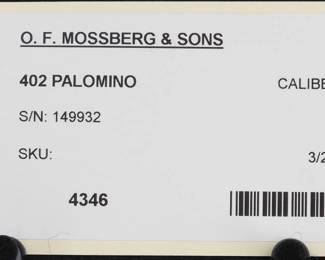 O. F. MOSSBERG & SONS
402 PALOMINO
CALIBE
S/N: 149932
SKU:
3/2
4346